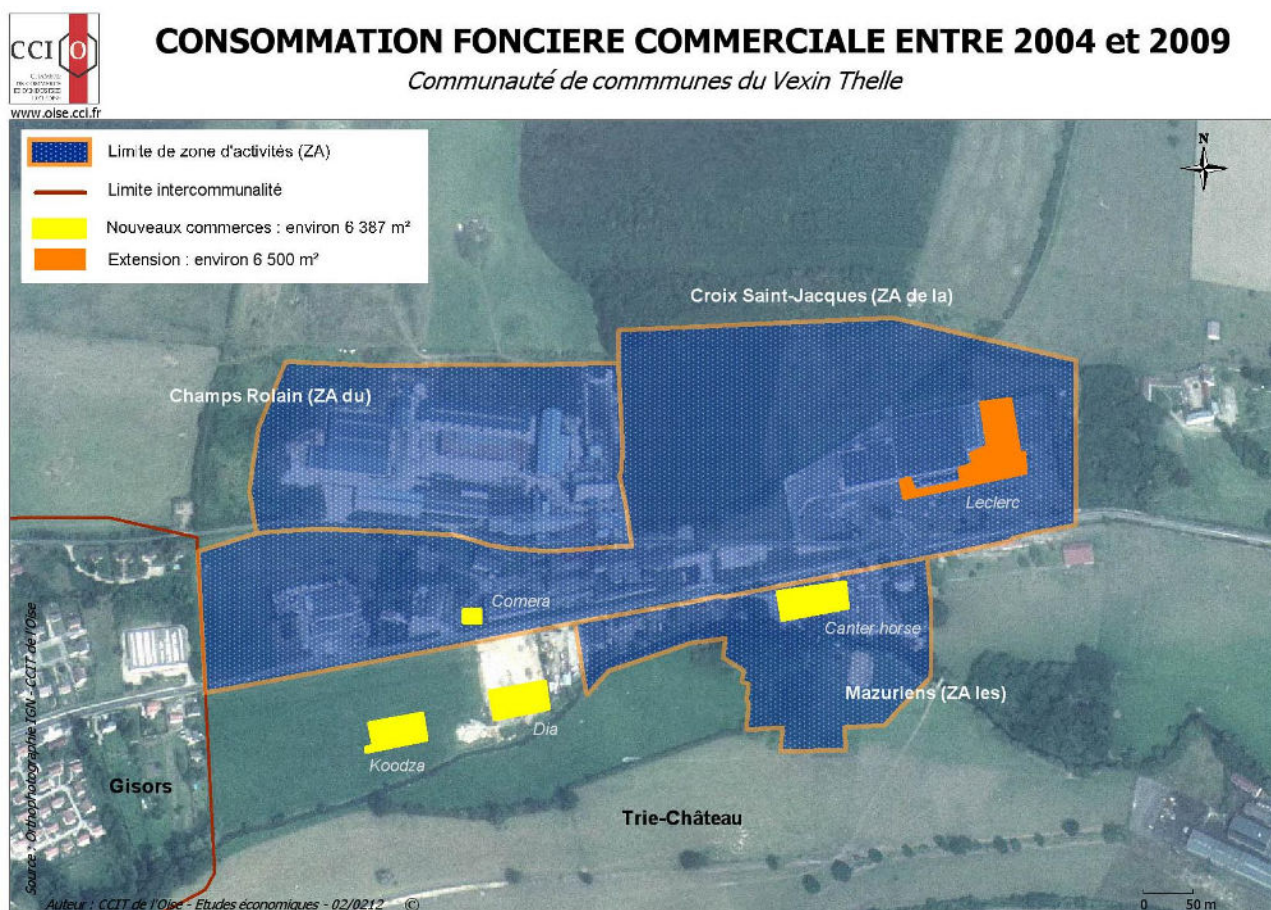 CCI O
www.oise.cci.fr
CONSOMMATION FONCIERE COMMERCIALE ENTRE 2004 et 2009
Communauté de commmunes du Vexin Thelle
Limite de zone d'activités (ZA)
Limite intercommunalité
Nouveaux commerces : environ 6 387 m²
Extension : environ 6 500 m²
N
Croix Saint-Jacques (ZA de la)
Champs Rolain (ZA du)
Leclerc
Comera
Canter horse
Mazuriens (ZA les)
Dia
Koodza
Gisors
Trie-Château
Source : Orthophotographie IGN - CCIT de l'Oise
Auteur : CCIT de l'Oise - Etudes économiques - 02/0212 (C)
0 50 m